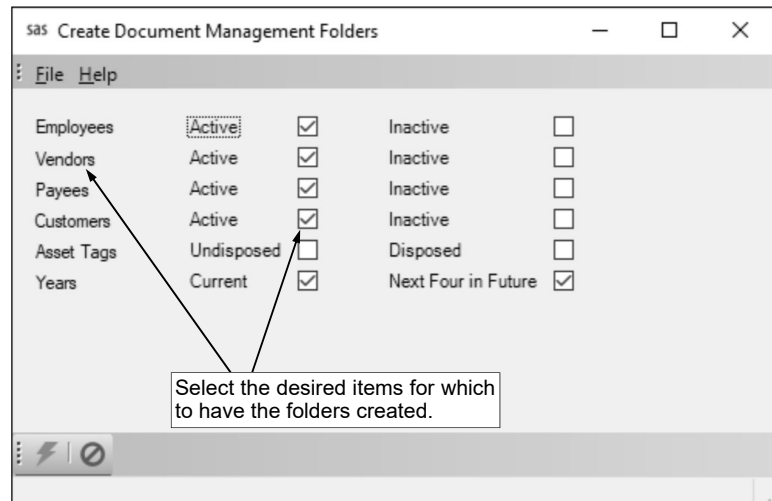 sas Create Document Management Folders
File Help
Employees Active Inactive
Vendors Active Inactive
Payees Active Inactive
Customers Active Inactive
Asset Tags Undisposed Disposed
Years Current Next Four in Future
Select the desired items for which
to have the folders created.